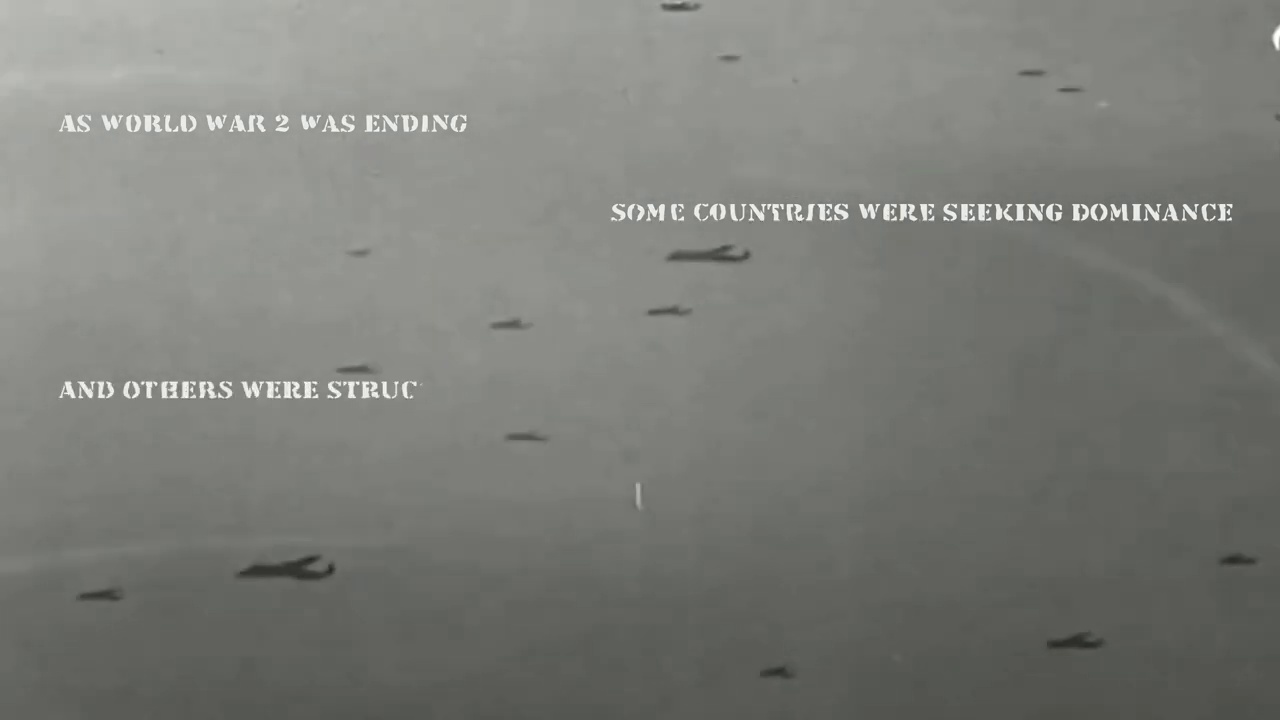 AS WORLD WAR 2 WAS ENDING
SOME COUNTRIES WERE SEEKING DOMINANCE
AND OTHERS WERE STRUC